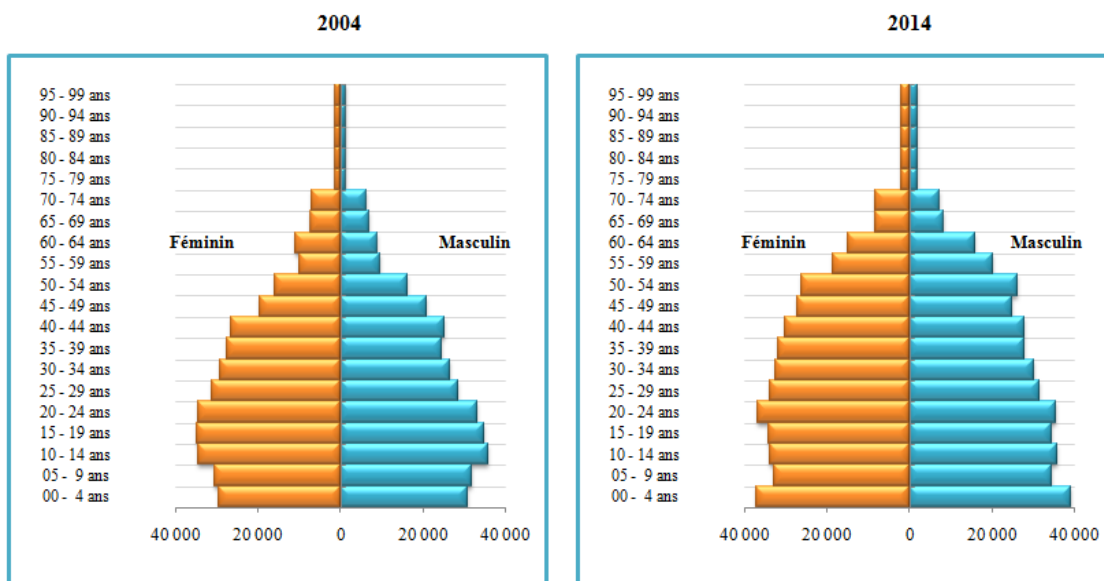 2004
95 - 99 ans
90 - 94 ans
85 - 89 ans
80 - 84 ans
75 - 79 ans
70 - 74 ans
65 - 69 ans
60 - 64 ans
55 - 59 ans
50 - 54 ans
45 - 49 ans
40 - 44 ans
35 - 39 ans
30 - 34 ans
25 - 29 ans
20 - 24 ans
15 - 19 ans
10 - 14 ans
05 - 9 ans
00 - 4 ans
Féminin
Masculin
40 000 20 000 0 20 000 40 000
2014
95 - 99 ans
90 - 94 ans
85 - 89 ans
80 - 84 ans
75 - 79 ans
70 - 74 ans
65 - 69 ans
60 - 64 ans
55 - 59 ans
50 - 54 ans
45 - 49 ans
40 - 44 ans
35 - 39 ans
30 - 34 ans
25 - 29 ans
20 - 24 ans
15 - 19 ans
10 - 14 ans
05 - 9 ans
00 - 4 ans
Féminin
Masculin
40 000 20 000 0 20 000 40 000